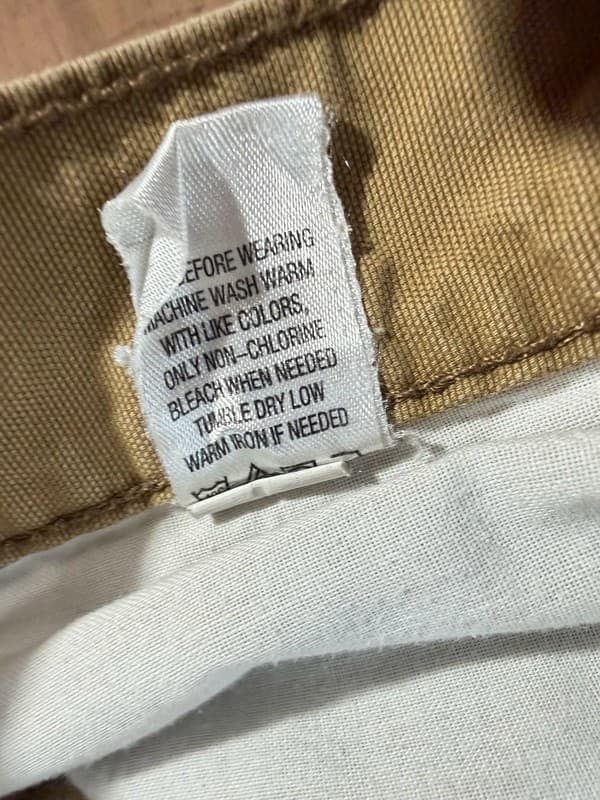 EFORE WEARING
MACHINE WASH WARM
WITH LIKE COLORS,
ONLY NON-CHLORINE
BLEACH WHEN NEEDED
TUMBLE DRY LOW
WARM IRON IF NEEDED